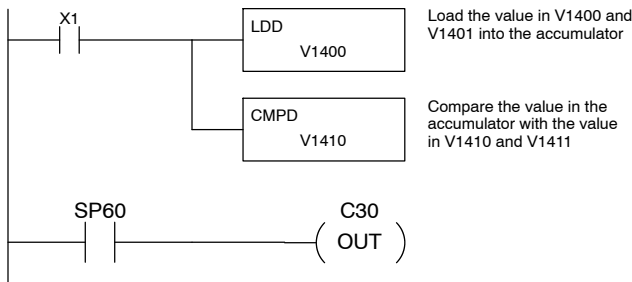 X1
LDD
V1400
Load the value in V1400 and
V1401 into the accumulator
CMPD
V1410
Compare the value in the
accumulator with the value
in V1410 and V1411
SP60
C30
OUT